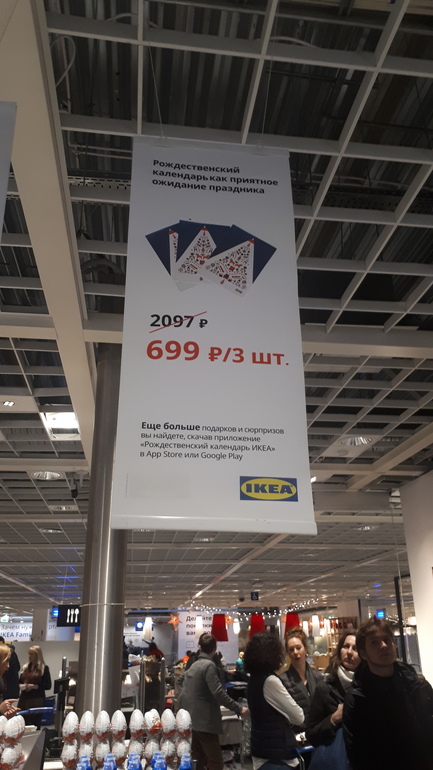 Рождественский
календарь как приятное
ожидание праздника
2097 ₽
699 ₽/3 шт.
Еще больше подарков и сюрпризов
вы найдете, скачав приложение
«Рождественский календарь ИКЕА»
в App Store или Google Play
IKEA